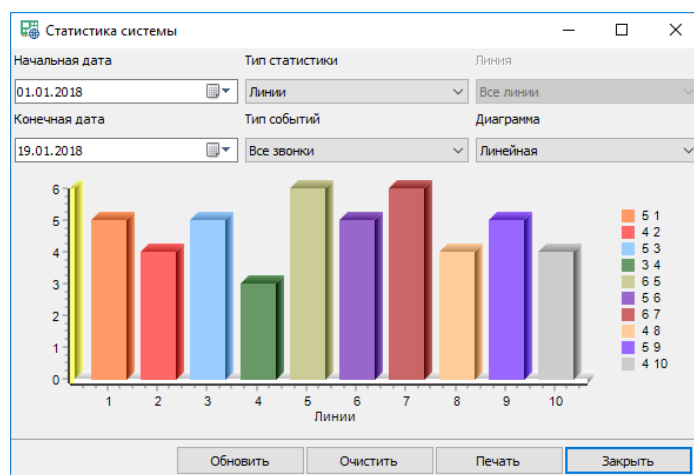 Статистика системы
Начальная дата
Тип статистики
Линия
01.01.2018
Линии
Все линии
Конечная дата
Тип событий
Диаграмма
19.01.2018
Все звонки
Линейная
6
5
4
3
2
1
0
1 2 3 4 5 6 7 8 9 10
Линии
5 1
4 2
5 3
3 4
6 5
5 6
6 7
4 8
5 9
4 10
Обновить
Очистить
Печать
Закрыть